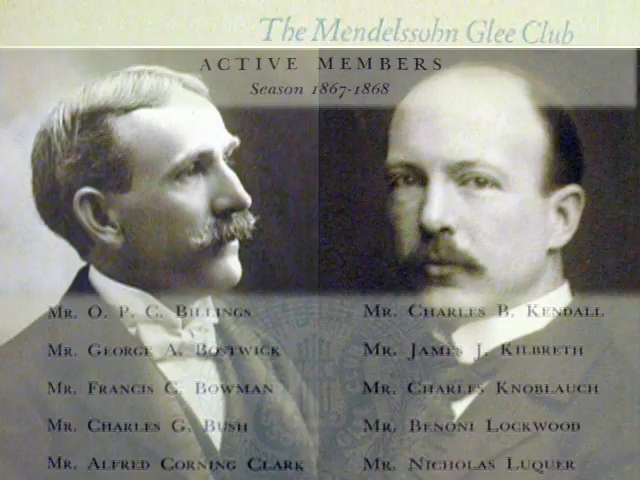 The Mendelssohn Glee Club
ACTIVE MEMBERS
Season 1867-1868
Mr. O. P. C. Billings
Mr. George A. Bostwick
Mr. Francis G. Bowman
Mr. Charles G. Bush
Mr. Alfred Corning Clark
Mr. Charles B. Kendall
Mr. James J. Kilbreth
Mr. Charles Knoblauch
Mr. Benoni Lockwood
Mr. Nicholas Luquer